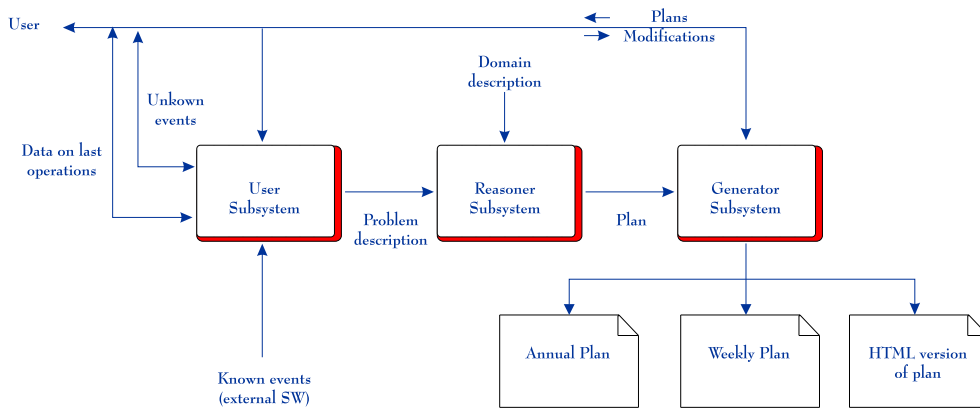 User
Plans
Modifications
Domain
description
Unkown
events
Data on last
operations
User
Subsystem
Reasoner
Subsystem
Generator
Subsystem
Problem
description
Plan
Annual Plan
Weekly Plan
HTML version
of plan
Known events
(external SW)